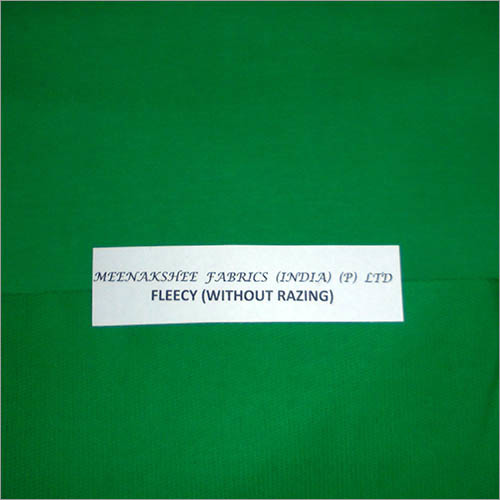 MEENAKSHEE FABRICS (INDIA) (P) LTD
FLEECY (WITHOUT RAZING)